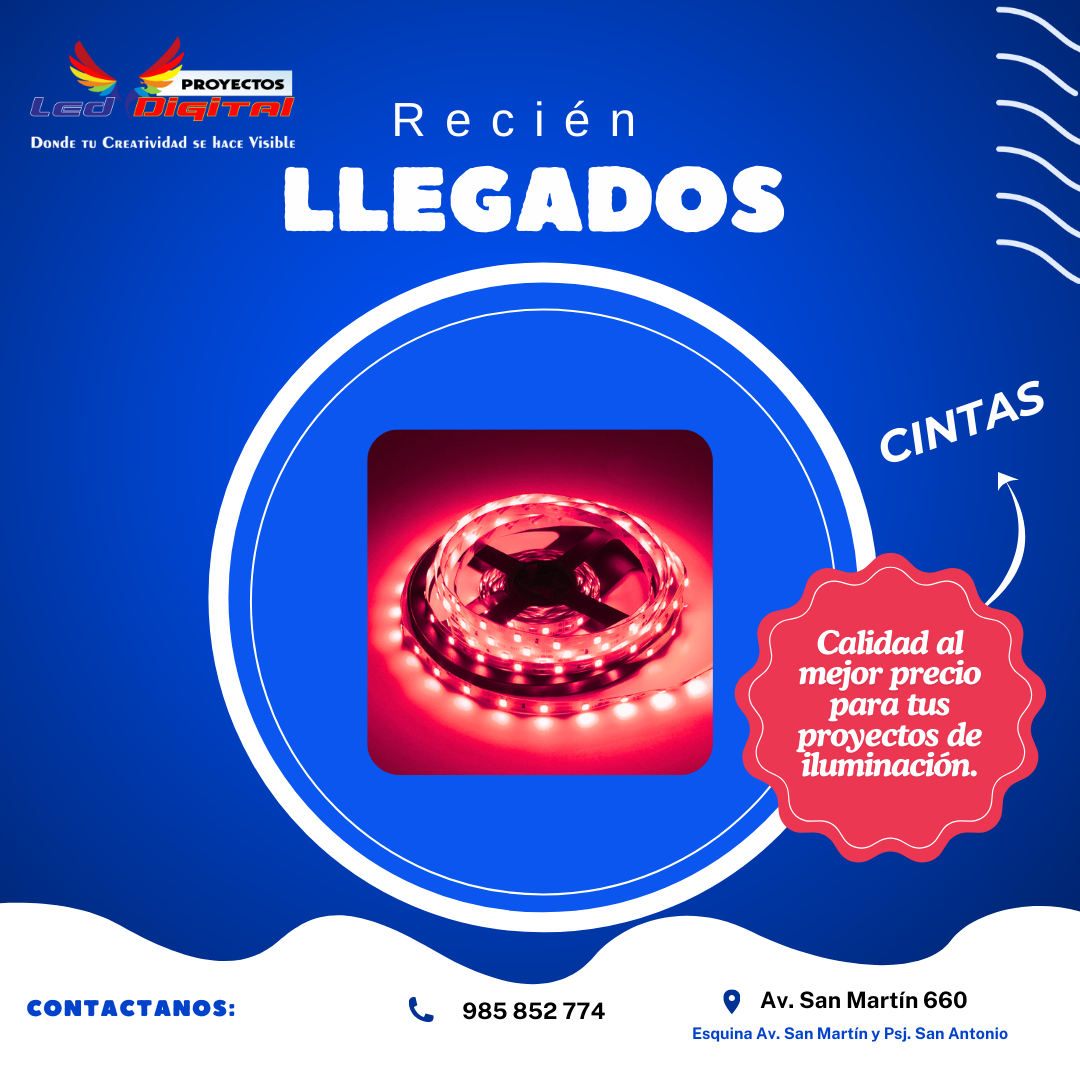 PROYECTOS
Led Digital
Donde tu Creatividad se hace Visible
Recién
LLEGADOS
CINTAS
Calidad al
mejor precio
para tus
proyectos de
iluminación.
CONTACTANOS:
985 852 774
Av. San Martín 660
Esquina Av. San Martín y Psj. San Antonio